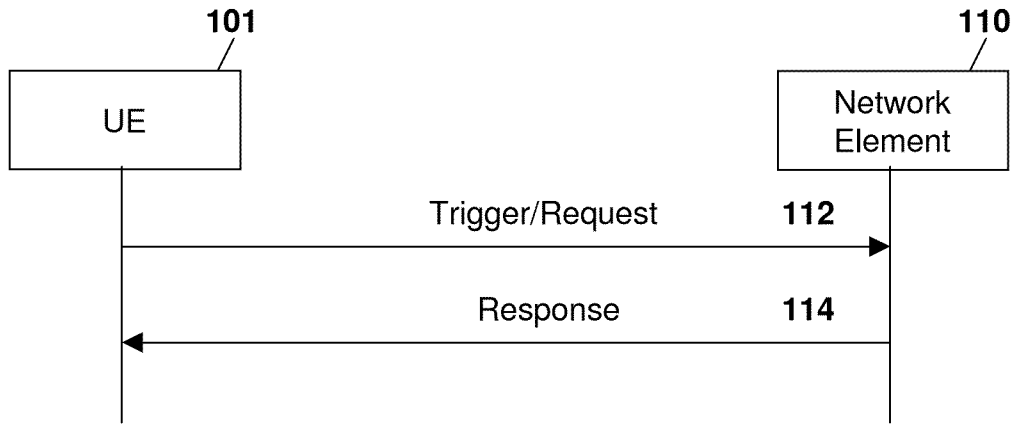 101
110
UE
Network
Element
Trigger/Request 112
Response 114